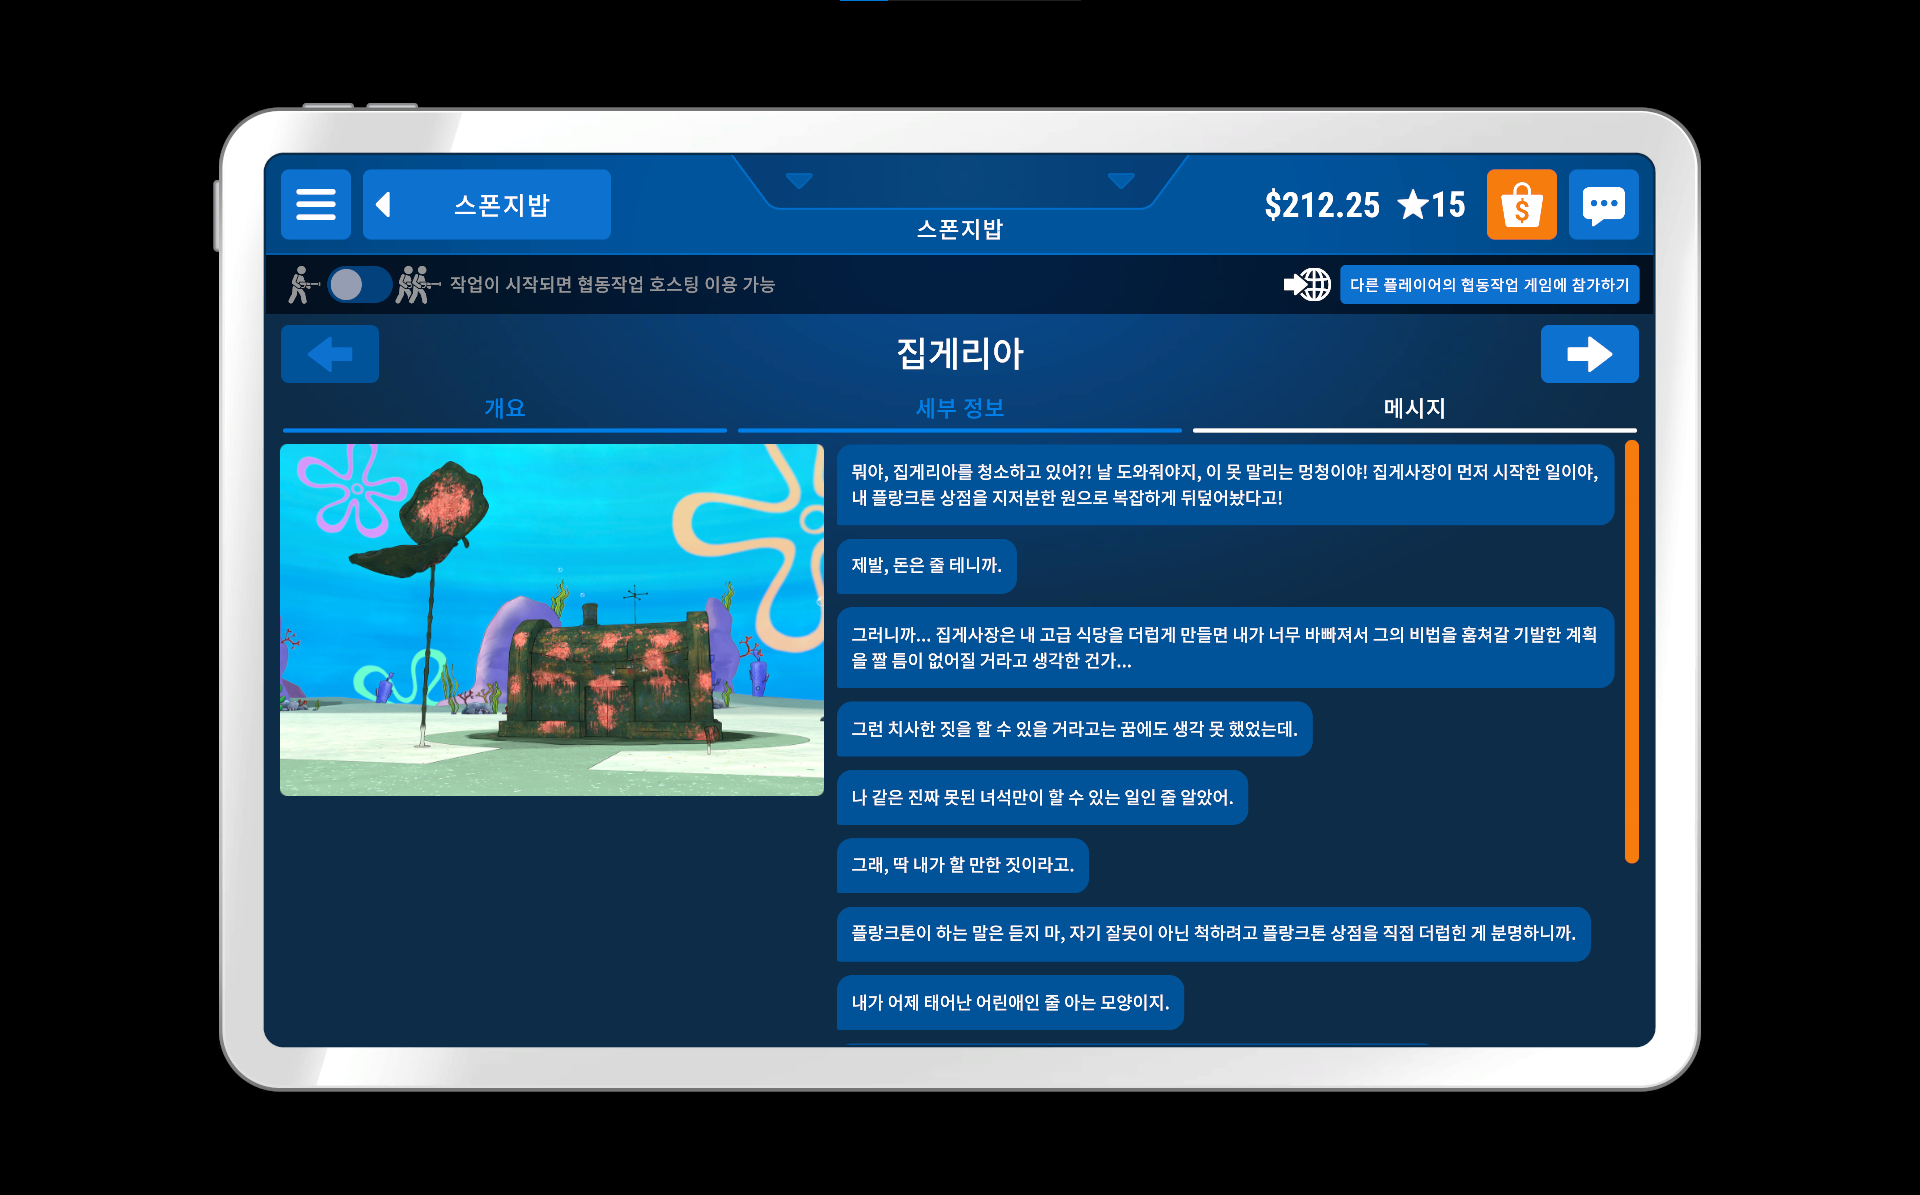 스폰지밥
스폰지밥
$212.25 ★15
작업이 시작되면 협동작업 호스팅 이용 가능
다른 플레이어의 협동작업 게임에 참가하기
집게리아
개요
세부 정보
메시지
뭐야, 집게리아를 청소하고 있어?! 날 도와줘야지, 이 못 말리는 멍청이야! 집게사장이 먼저 시작한 일이야,
내 플랑크톤 상점을 지저분한 원으로 복잡하게 뒤덮어놨다고!
제발, 돈은 줄 테니까.
그러니까... 집게사장은 내 고급 식당을 더럽게 만들면 내가 너무 바빠져서 그의 비법을 훔쳐갈 기발한 계획
을 짤 틈이 없어질 거라고 생각한 건가...
그런 치사한 짓을 할 수 있을 거라고는 꿈에도 생각 못 했었는데.
나 같은 진짜 못된 녀석만이 할 수 있는 일인 줄 알았어.
그래, 딱 내가 할 만한 짓이라고.
플랑크톤이 하는 말은 듣지 마, 자기 잘못이 아닌 척하려고 플랑크톤 상점을 직접 더럽힌 게 분명하니까.
내가 어제 태어난 어린애인 줄 아는 모양이지.